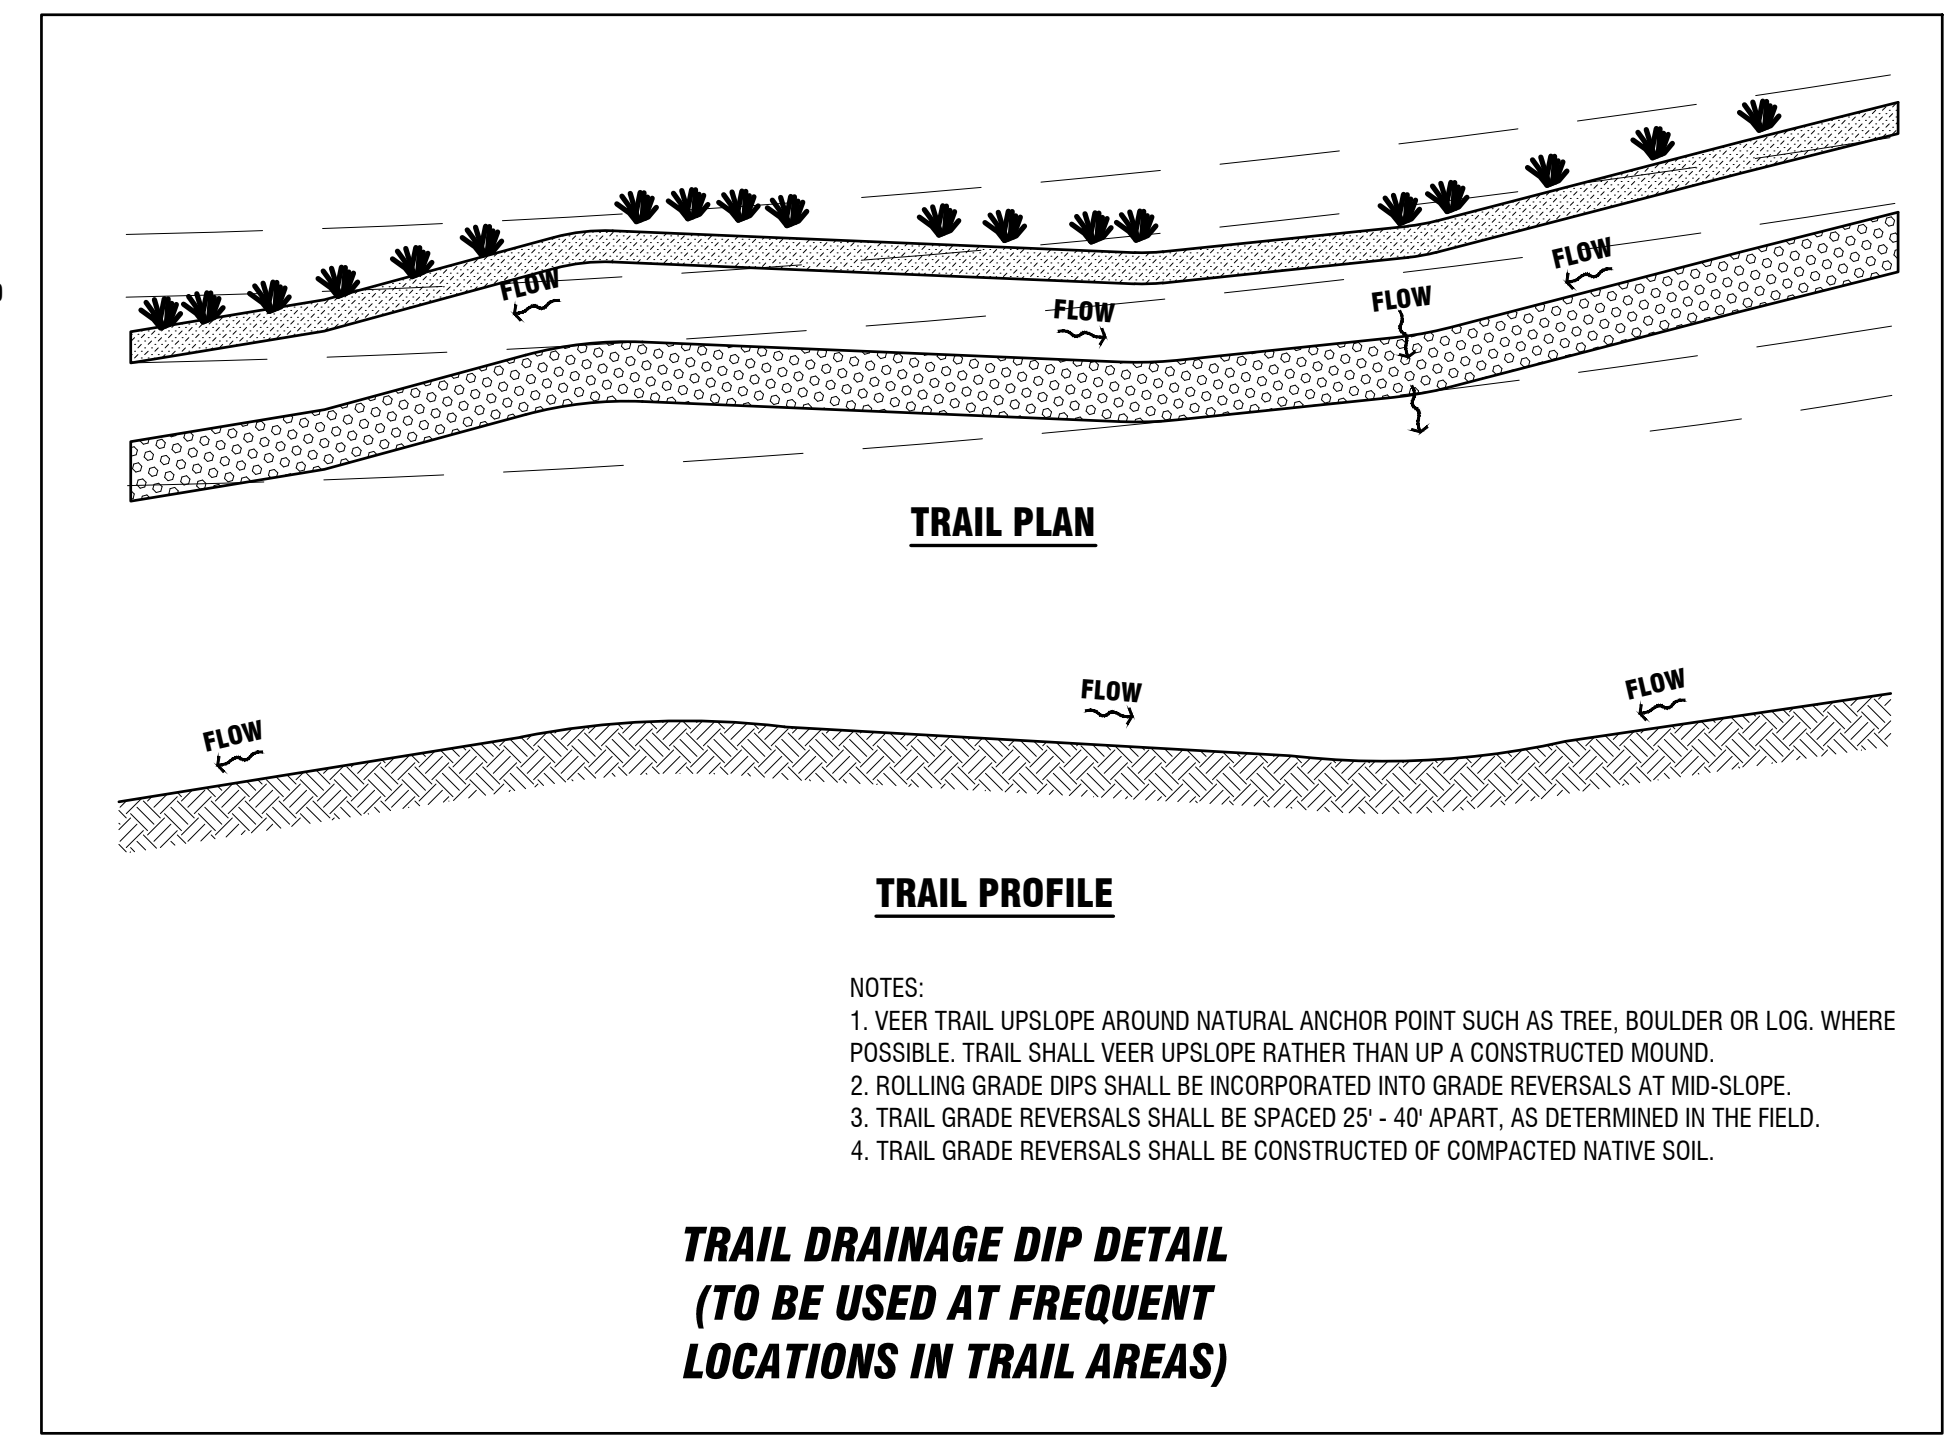 FLOW
FLOW
FLOW
FLOW
TRAIL PLAN
FLOW
FLOW
FLOW
TRAIL PROFILE
NOTES:
1. VEER TRAIL UPSLOPE AROUND NATURAL ANCHOR POINT SUCH AS TREE, BOULDER OR LOG. WHERE
POSSIBLE. TRAIL SHALL VEER UPSLOPE RATHER THAN UP A CONSTRUCTED MOUND.
2. ROLLING GRADE DIPS SHALL BE INCORPORATED INTO GRADE REVERSALS AT MID-SLOPE.
3. TRAIL GRADE REVERSALS SHALL BE SPACED 25' - 40' APART, AS DETERMINED IN THE FIELD.
4. TRAIL GRADE REVERSALS SHALL BE CONSTRUCTED OF COMPACTED NATIVE SOIL.
TRAIL DRAINAGE DIP DETAIL
(TO BE USED AT FREQUENT
LOCATIONS IN TRAIL AREAS)